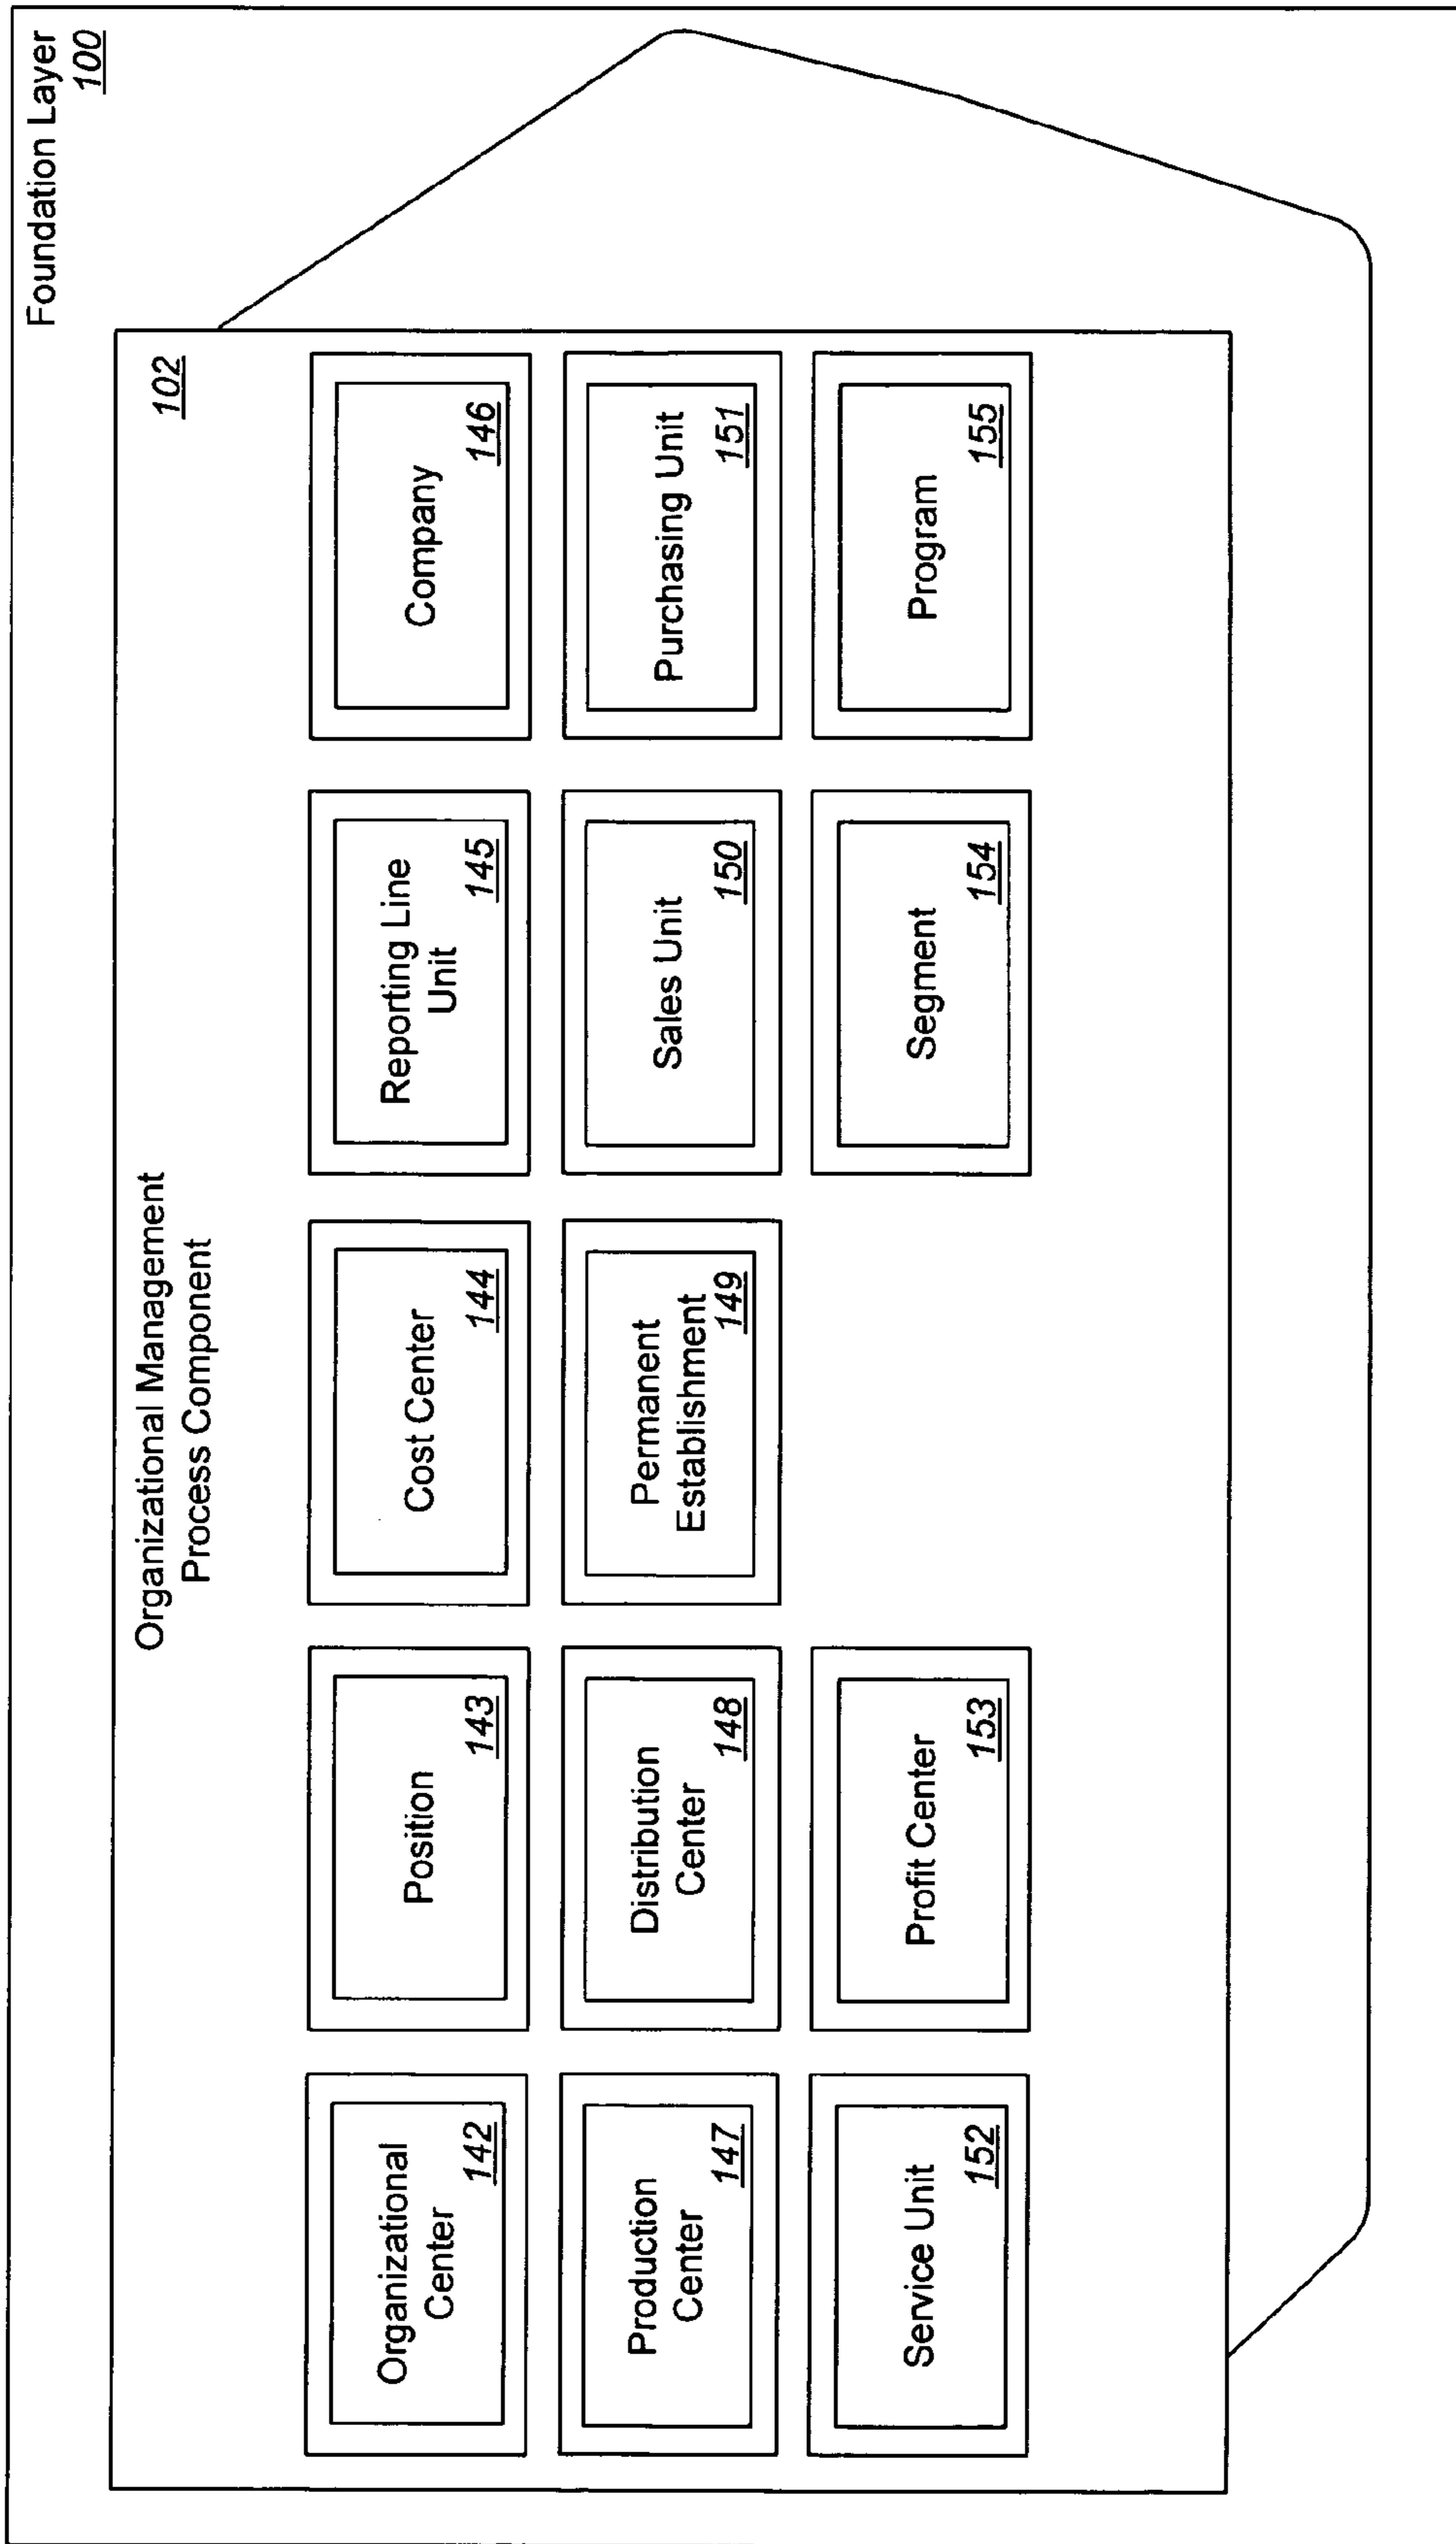 Foundation Layer
100
Organizational Management
Process Component
102
Organizational
Center
142
Position
143
Cost Center
144
Reporting Line
Unit
145
Company
146
Production
Center
147
Distribution
Center
148
Permanent
Establishment
149
Sales Unit
150
Purchasing Unit
151
Service Unit
152
Profit Center
153
Segment
154
Program
155